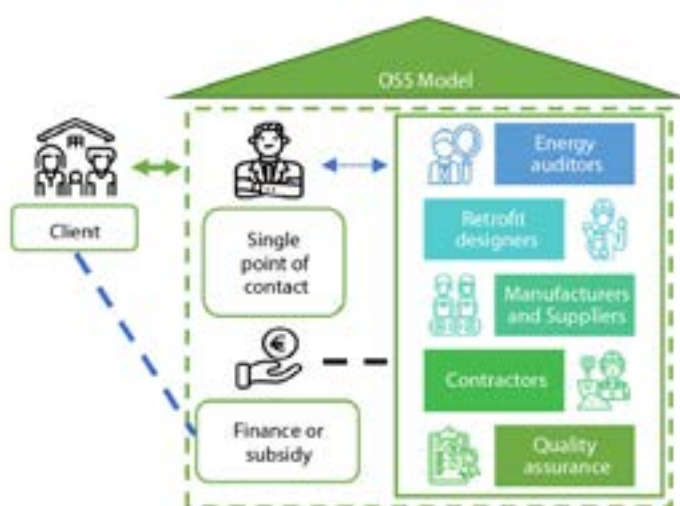 OSS Model
Client
Single
point of
contact
Finance or
subsidy
€
Energy
auditors
Retrofit
designers
Manufacturers
and Suppliers
Contractors
Quality
assurance